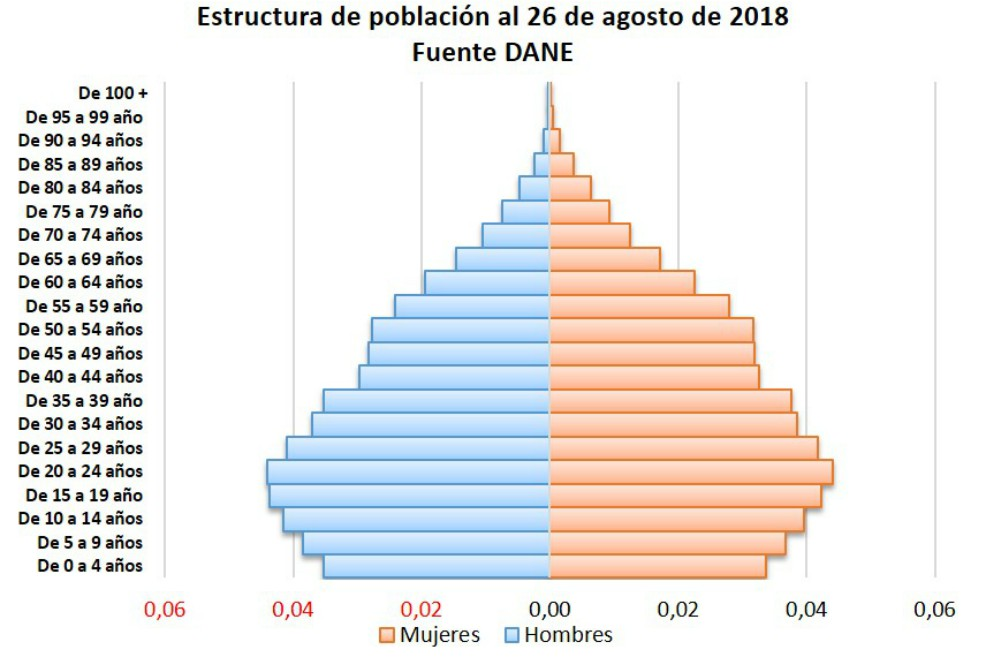 Estructura de población al 26 de agosto de 2018
Fuente DANE
De 100 +
De 95 a 99 año
De 90 a 94 años
De 85 a 89 años
De 80 a 84 años
De 75 a 79 año
De 70 a 74 años
De 65 a 69 años
De 60 a 64 años
De 55 a 59 año
De 50 a 54 años
De 45 a 49 años
De 40 a 44 años
De 35 a 39 año
De 30 a 34 años
De 25 a 29 años
De 20 a 24 años
De 15 a 19 año
De 10 a 14 años
De 5 a 9 años
De 0 a 4 años
0,06 0,04 0,02 0,00 0,02 0,04 0,06
Mujeres Hombres